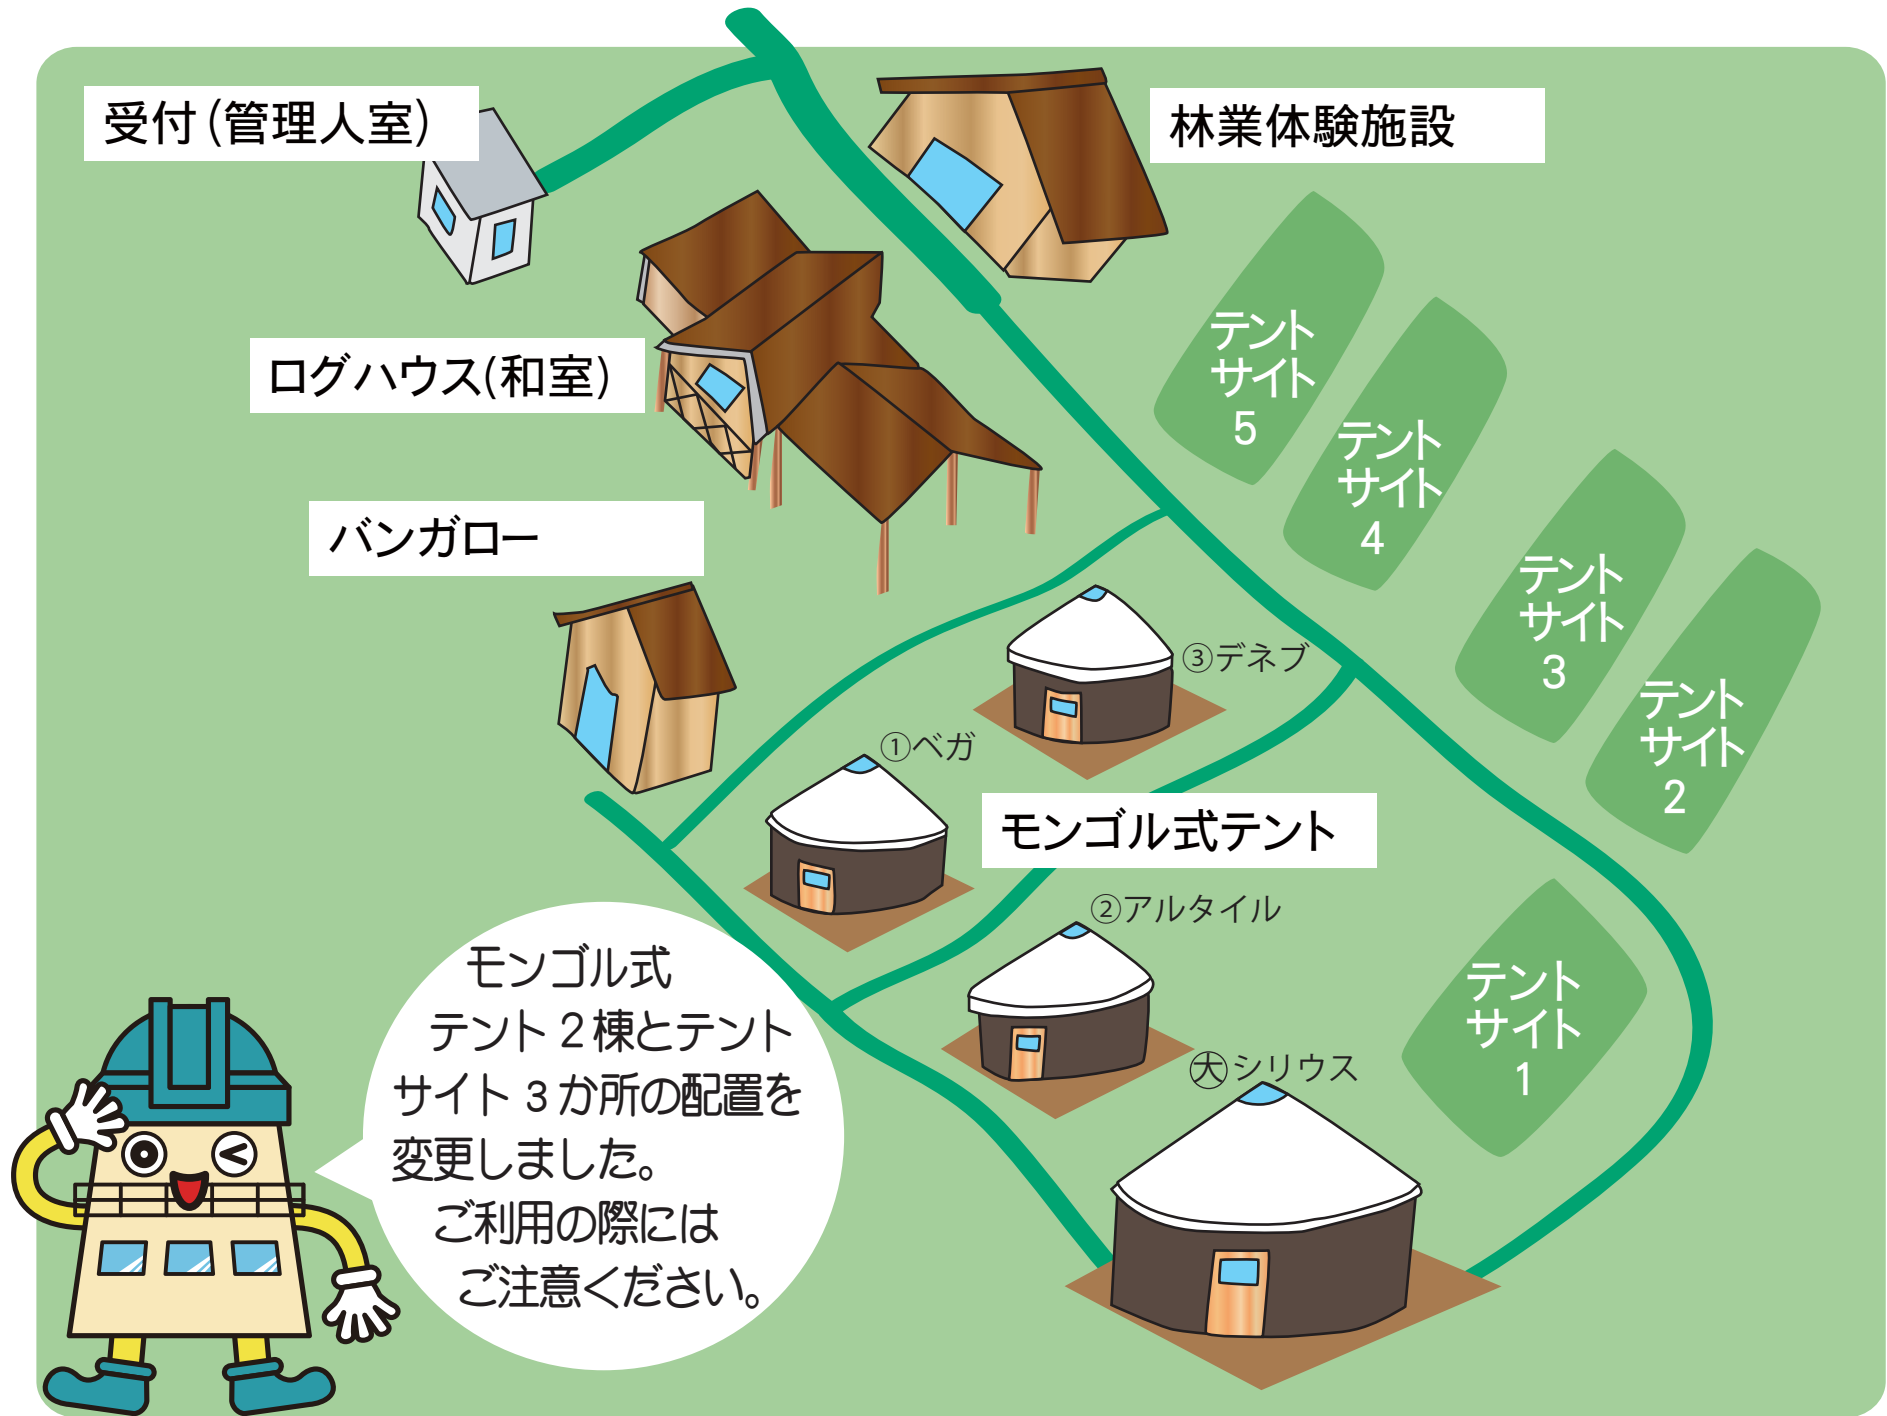 受付(管理人室)
林業体験施設
ログハウス(和室)
バンガロー
テント
サイト
5
テント
サイト
4
テント
サイト
3
テント
サイト
2
③デネブ
①ベガ
モンゴル式テント
②アルタイル
㊛シリウス
テント
サイト
1
モンゴル式
テント2棟とテント
サイト3か所の配置を
変更しました。
ご利用の際には
ご注意ください。